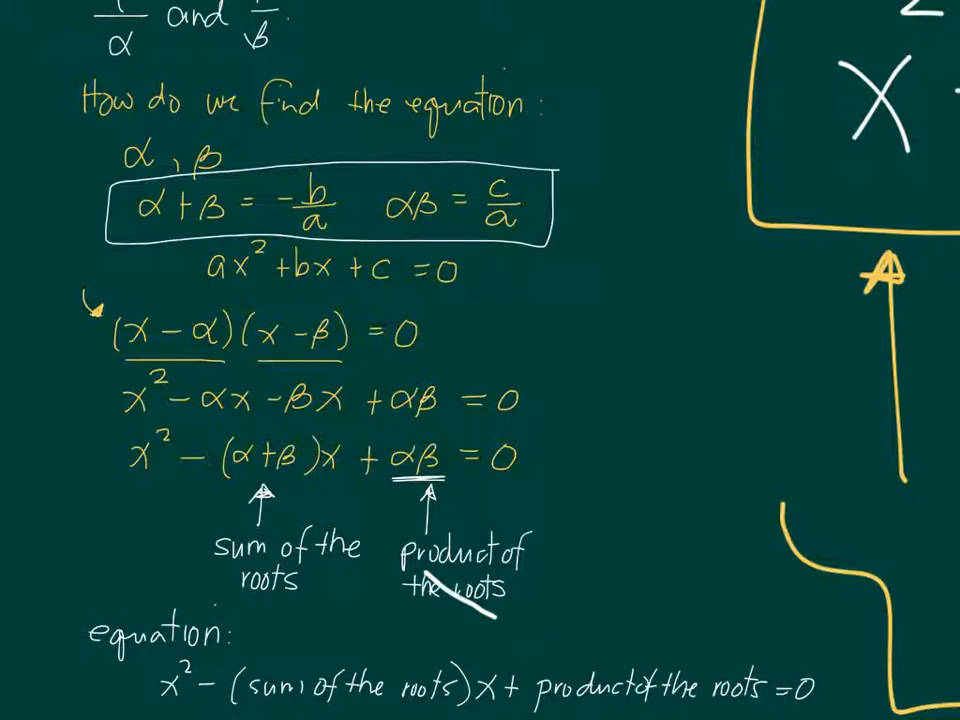 1/α and 1/β.
How do we find the equation:
α, β
α + β = -b/a αβ = c/a
ax² + bx + c = 0
(x - α)(x - β) = 0
x² - αx - βx + αβ = 0
x² - (α+β)x + αβ = 0
sum of the roots
product of the roots
equation:
x² - (sum of the roots)x + product of the roots = 0
2
x